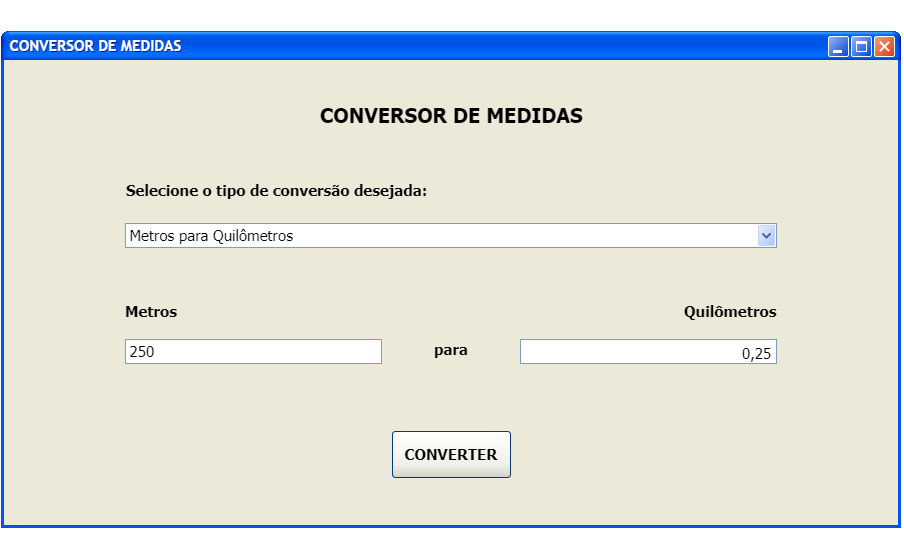 CONVERSOR DE MEDIDAS
CONVERSOR DE MEDIDAS
Selecione o tipo de conversão desejada:
Metros para Quilômetros
Metros Quilômetros
250 para 0,25
CONVERTER